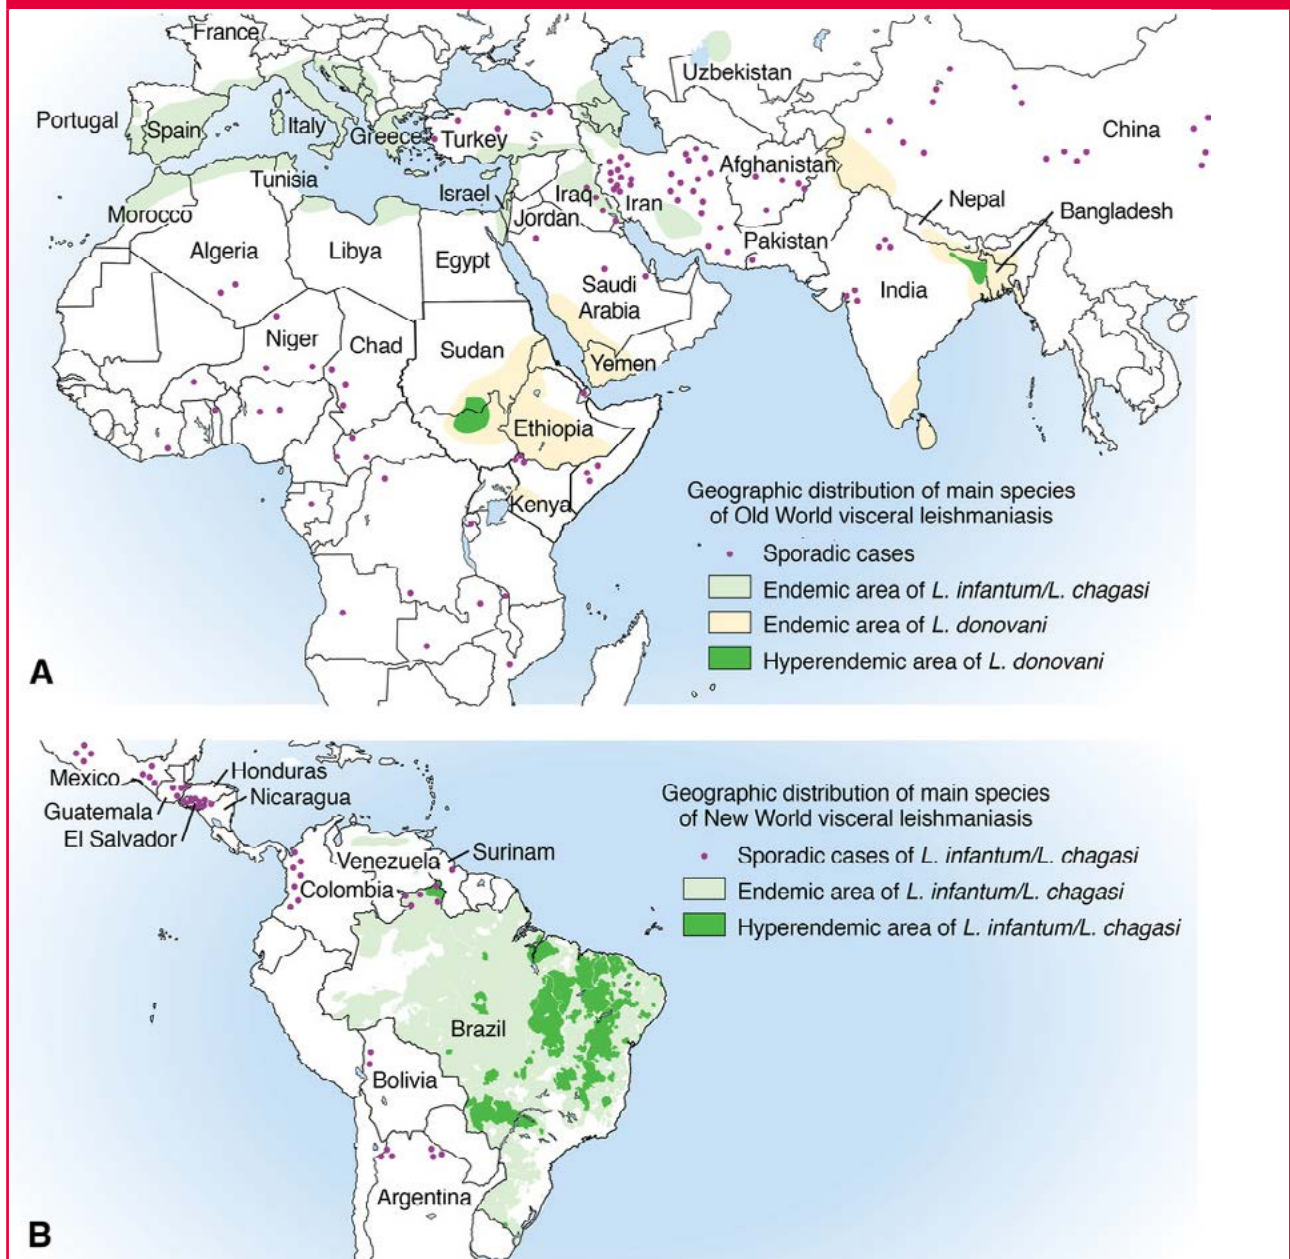 France
Uzbekistan
Portugal
Spain
Italy
Greece
Turkey
China
Afghanistan
Tunisia
Israel
Iraq
Iran
Nepal
Morocco
Jordan
Bangladesh
Algeria
Libya
Egypt
Pakistan
Saudi
Arabia
India
Niger
Chad
Sudan
Yemen
Ethiopia
Kenya
Geographic distribution of main species
of Old World visceral leishmaniasis
Sporadic cases
Endemic area of L. infantum/L. chagasi
Endemic area of L. donovani
Hyperendemic area of L. donovani
A
Mexico
Honduras
Nicaragua
Guatemala
El Salvador
Venezuela
Surinam
Colombia
Brazil
Bolivia
Argentina
Geographic distribution of main species
of New World visceral leishmaniasis
Sporadic cases of L. infantum/L. chagasi
Endemic area of L. infantum/L. chagasi
Hyperendemic area of L. infantum/L. chagasi
B